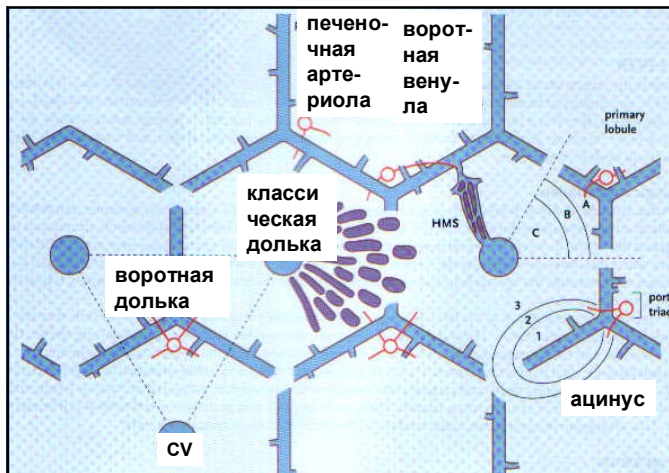 печено-
чная
арте-
риола
ворот-
ная
вену-
ла
primary
lobule
A
B
C
HMS
класси
ческая
долька
воротная
долька
3
2
1
port
triac
ацинус
CV